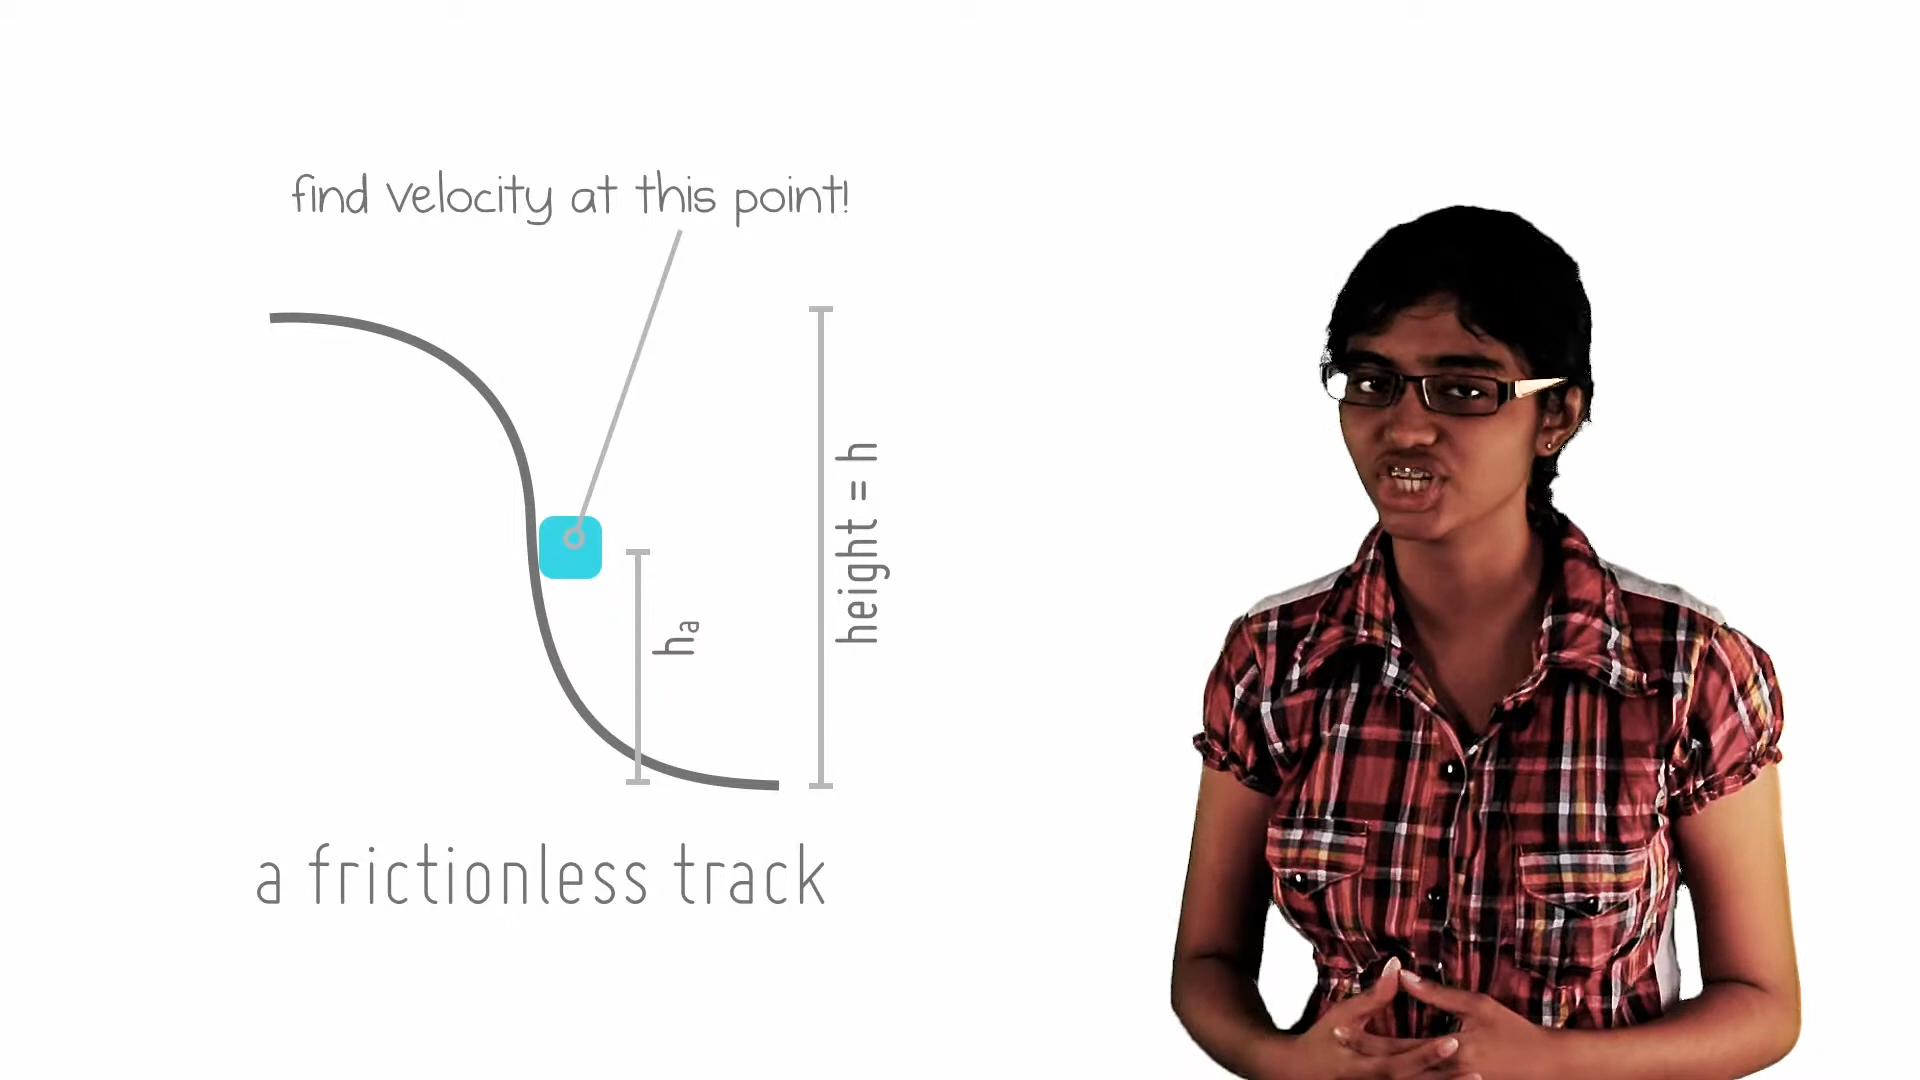 find velocity at this point!
height = h
hₐ
a frictionless track